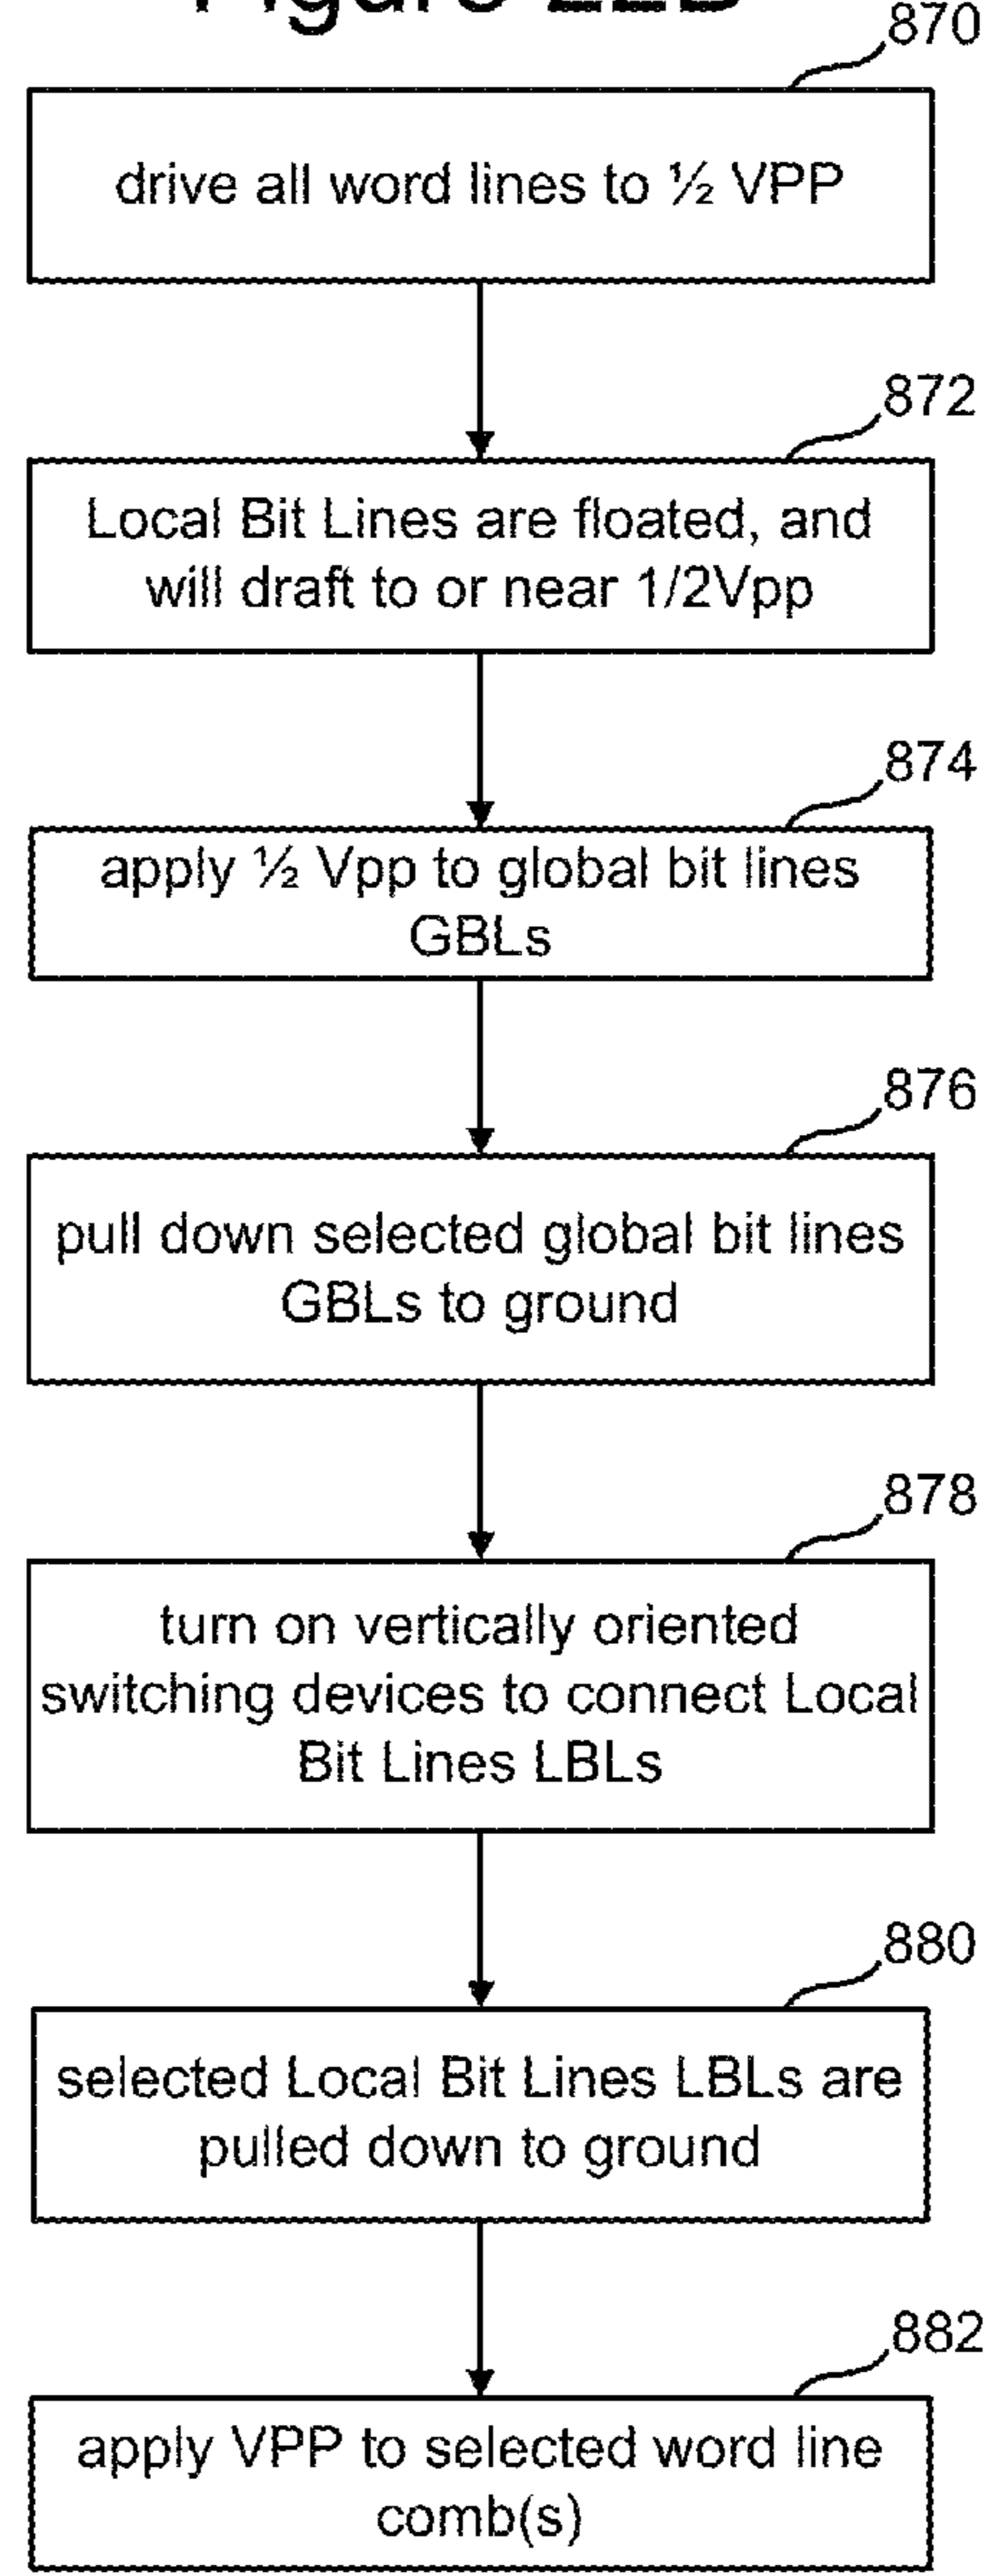 870
drive all word lines to ½ VPP
872
Local Bit Lines are floated, and
will draft to or near 1/2Vpp
874
apply ½ Vpp to global bit lines
GBLs
876
pull down selected global bit lines
GBLs to ground
878
turn on vertically oriented
switching devices to connect Local
Bit Lines LBLs
880
selected Local Bit Lines LBLs are
pulled down to ground
882
apply VPP to selected word line
comb(s)